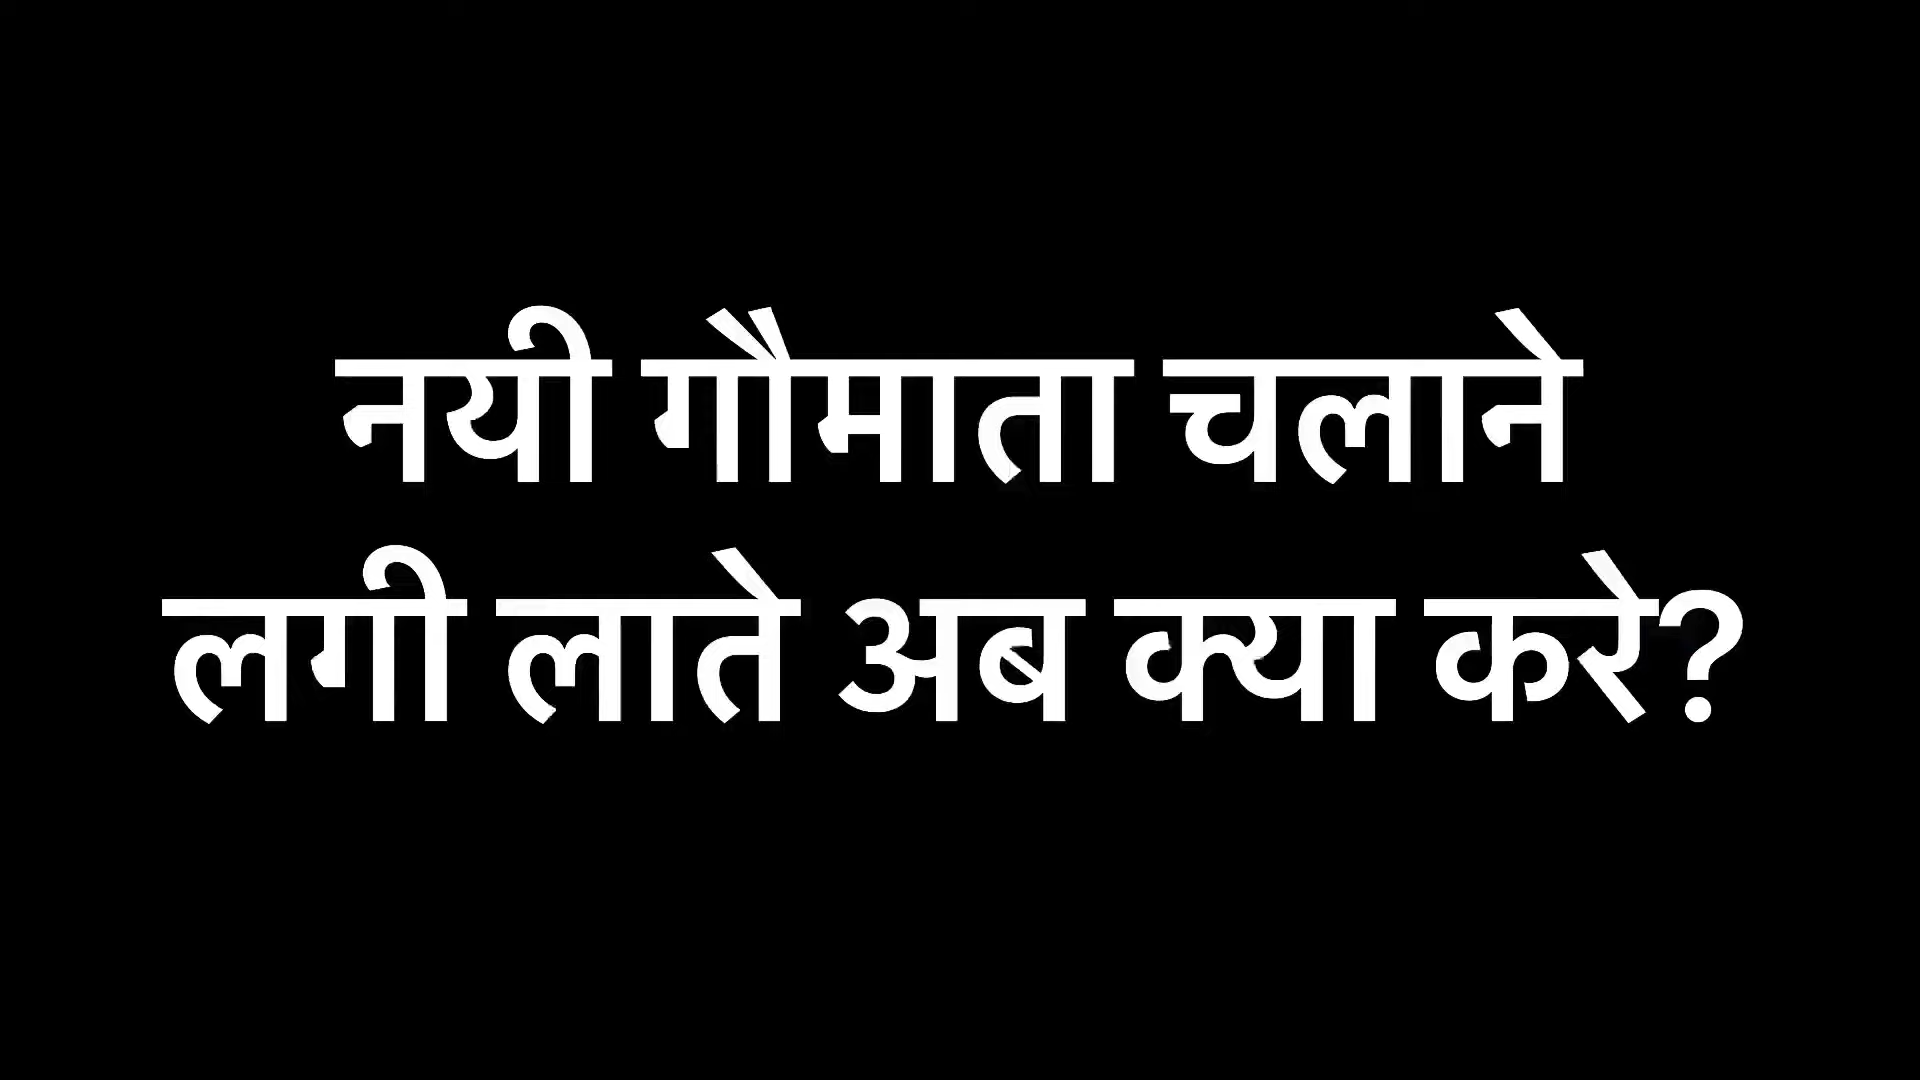 नयी गौमाता चलाने
लगी लाते अब क्या करे?